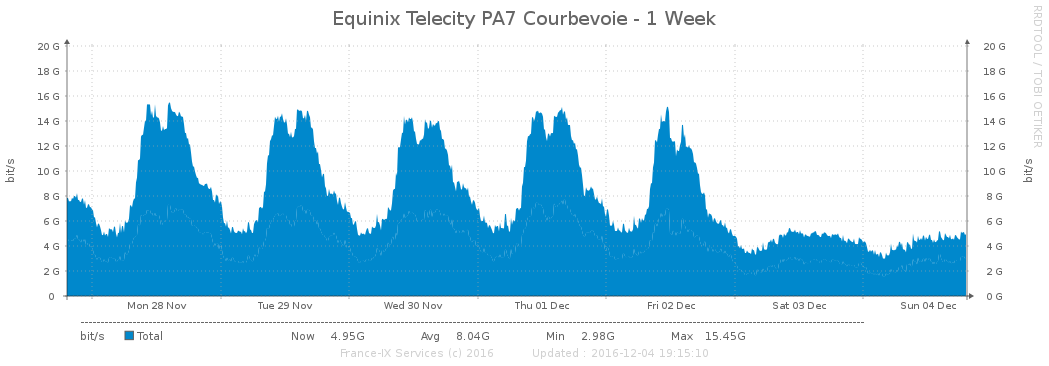 Equinix Telecity PA7 Courbevoie - 1 Week
RRDTOOL / TOBI OETIKER
20 G 20 G
18 G 18 G
16 G 16 G
14 G 14 G
12 G 12 G
10 G 10 G
8 G 8 G
6 G 6 G
4 G 4 G
2 G 2 G
0 0 G
bit/s
bit/s
Mon 28 Nov Tue 29 Nov Wed 30 Nov Thu 01 Dec Fri 02 Dec Sat 03 Dec Sun 04 Dec
bit/s Total Now 4.95G Avg 8.04G Min 2.98G Max 15.45G
France-IX Services (c) 2016 Updated : 2016-12-04 19:15:10